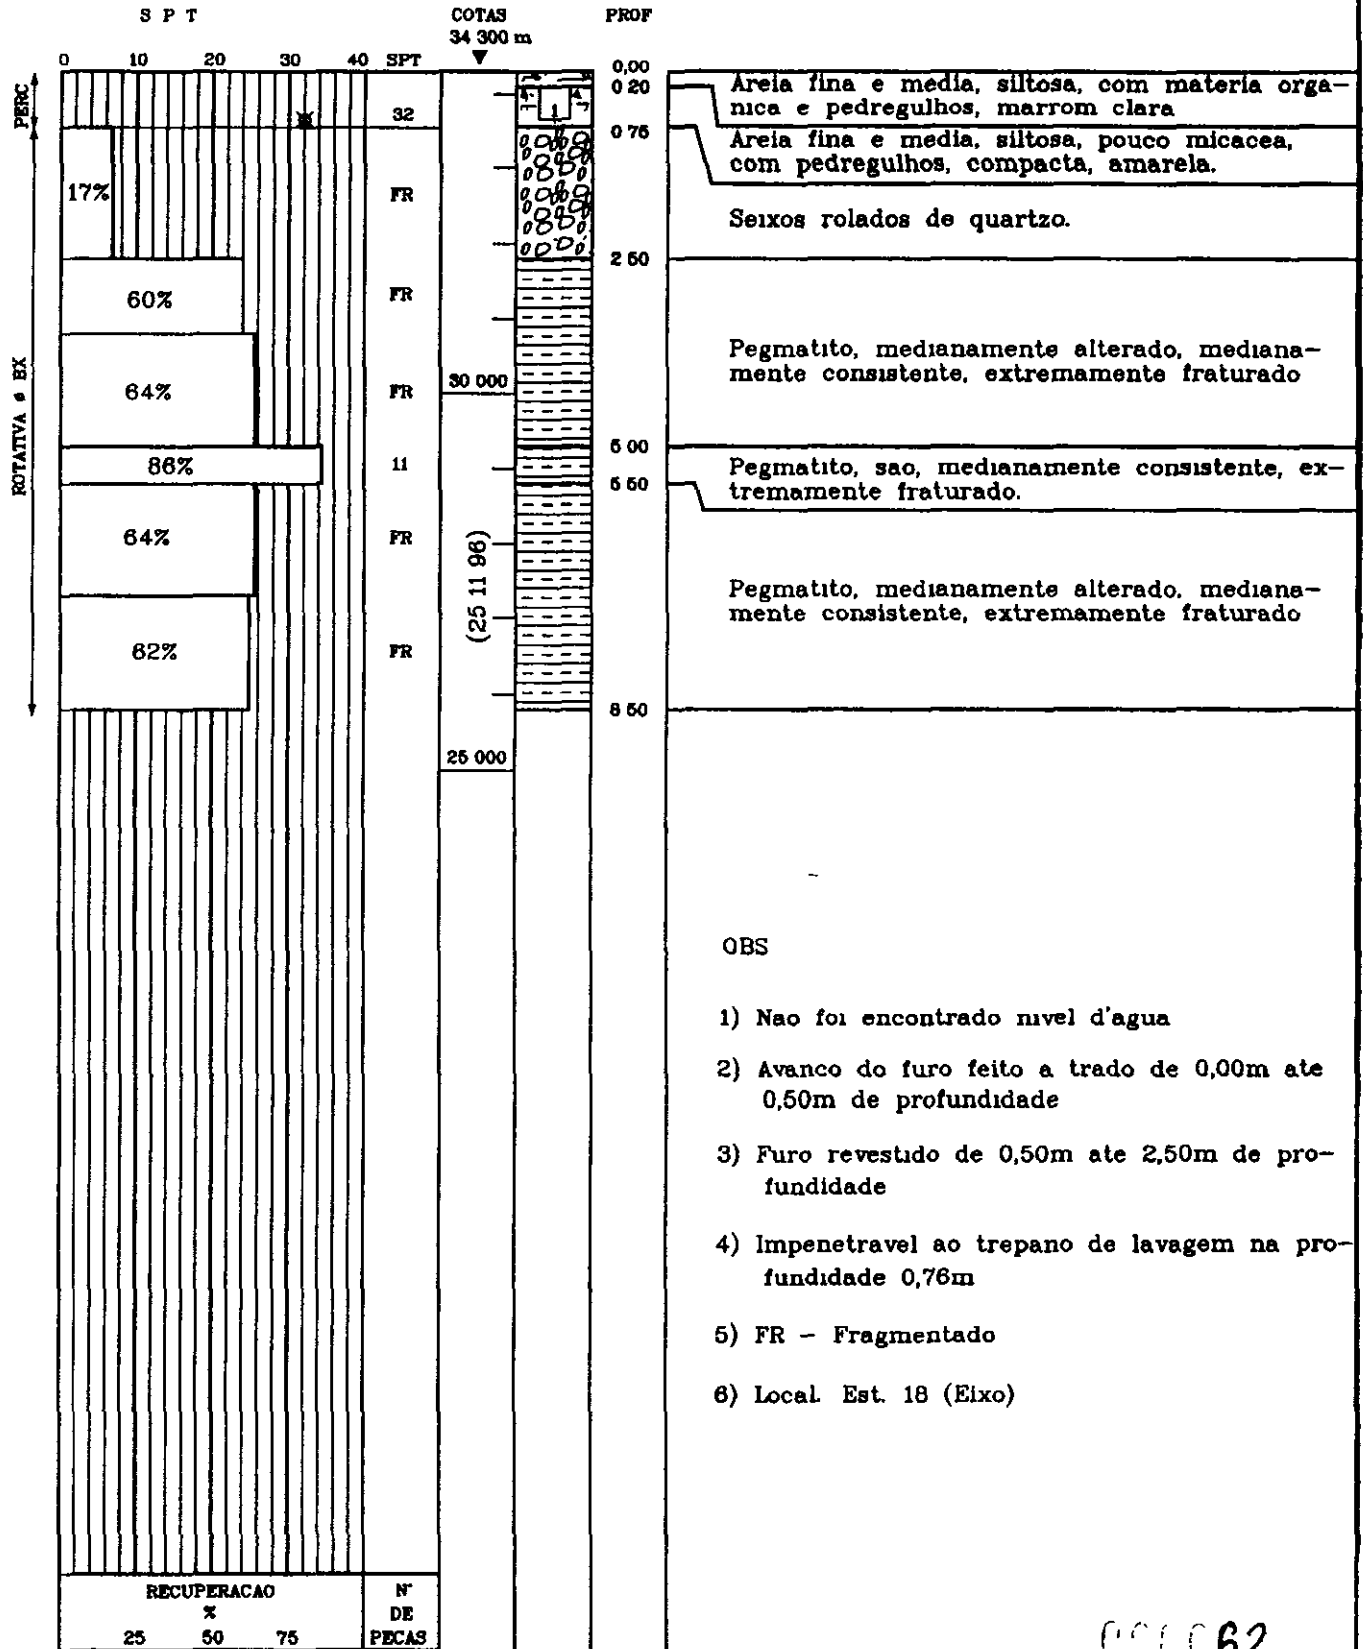 S P T
COTAS
PROF
34 300 m
0 10 20 30 40 SPT
0,00
0 20
Areia fina e media, siltosa, com materia orga-
nica e pedregulhos, marrom clara
PERC
32
0 76
Areia fina e media, siltosa, pouco micacea,
com pedregulhos, compacta, amarela.
17%
FR
Seixos rolados de quartzo.
2 50
60%
FR
Pegmatito, medianamente alterado, mediana-
mente consistente, extremamente fraturado
ROTATIVA ø BX
64%
FR
30 000
5 00
86%
11
Pegmatito, sao, medianamente consistente, ex-
tremamente fraturado.
5 50
64%
FR
(25 11 96)
Pegmatito, medianamente alterado. mediana-
mente consistente, extremamente fraturado
62%
FR
8 50
25 000
OBS
1) Nao foi encontrado nivel d'agua
2) Avanco do furo feito a trado de 0,00m ate
0,50m de profundidade
3) Furo revestido de 0,50m ate 2,50m de pro-
fundidade
4) Impenetravel ao trepano de lavagem na pro-
fundidade 0,76m
5) FR - Fragmentado
6) Local. Est. 18 (Eixo)
RECUPERACAO
%
25 50 75
N°
DE
PECAS
62